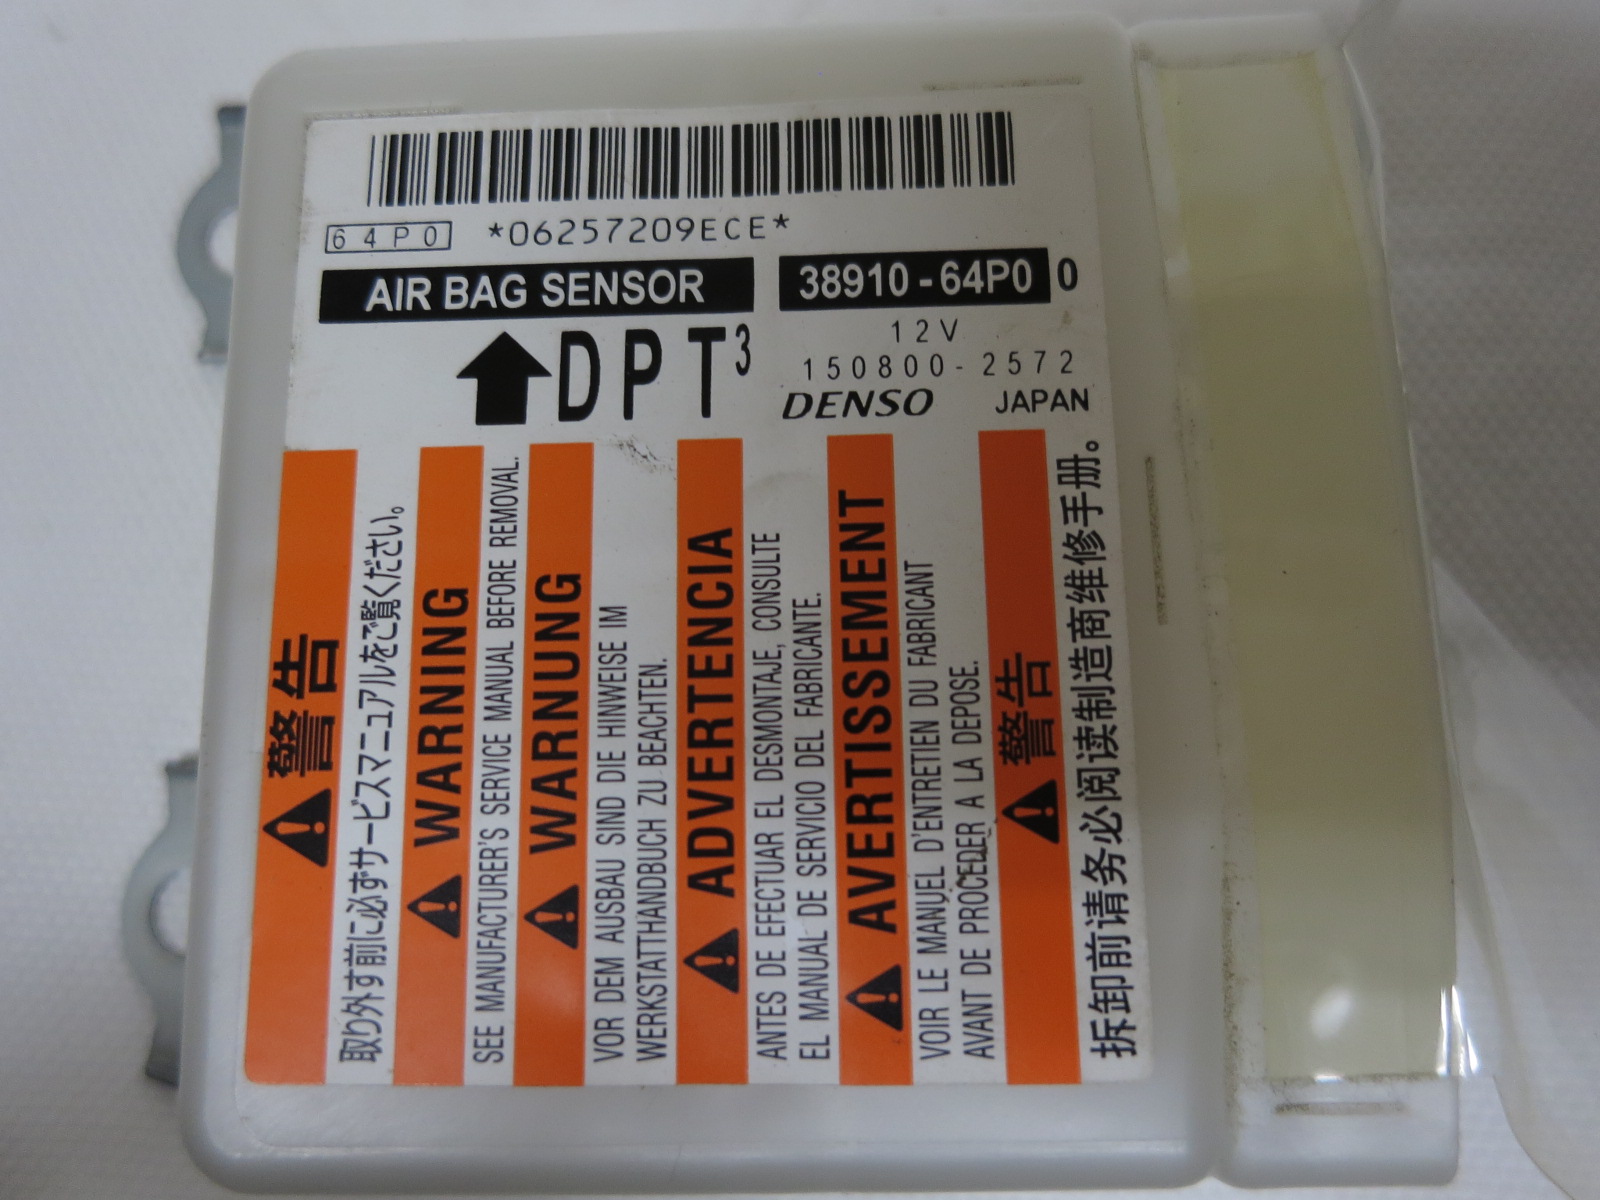 64P0 *06257209ECE*
AIR BAG SENSOR 38910-64P0 0
DPT3 12V
150800-2572
DENSO JAPAN
警告
取り外す前に必ずサービスマニュアルをご覧ください。
WARNING
SEE MANUFACTURER'S SERVICE MANUAL BEFORE REMOVAL.
WARNUNG
VOR DEM AUSBAU SIND DIE HINWEISE IM
WERKSTATTHANDBUCH ZU BEACHTEN.
ADVERTENCIA
ANTES DE EFECTUAR EL DESMONTAJE, CONSULTE
EL MANUAL DE SERVICIO DEL FABRICANTE.
AVERTISSEMENT
VOIR LE MANUEL D'ENTRETIEN DU FABRICANT
AVANT DE PROCEDER A LA DEPOSE.
警告
拆卸前请务必阅读制造商维修手册。